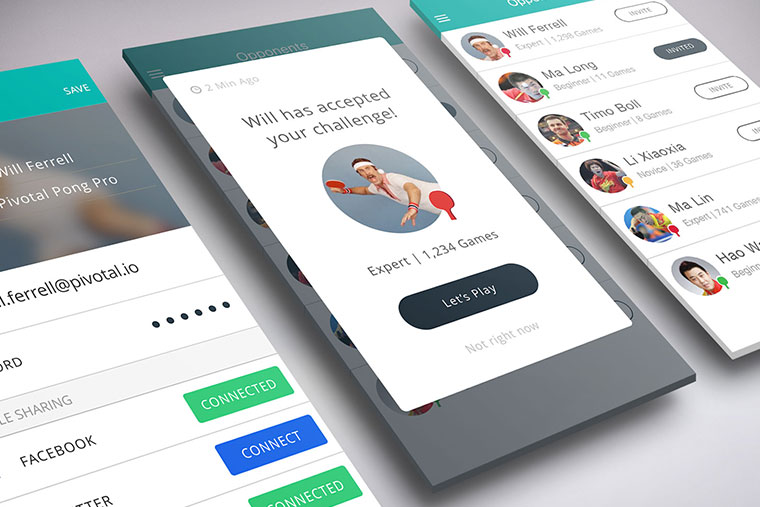 SAVE
Will Ferrell
Pivotal Pong Pro
l.ferrell@pivotal.io
ORD
LE SHARING
FACEBOOK
CONNECTED
CONNECT
TTER
CONNECTED
Opponents
2 Min Ago
Will has accepted
your challenge!
Expert | 1,234 Games
Let's Play
Not right now
Will Ferrell
Expert | 1,298 Games
INVITE
Ma Long
Beginner | 11 Games
INVITED
Timo Boll
Beginner | 8 Games
INVITE
Li Xiaoxia
Novice | 36 Games
Ma Lin
Expert | 741 Games
Hao Wa
Beginne